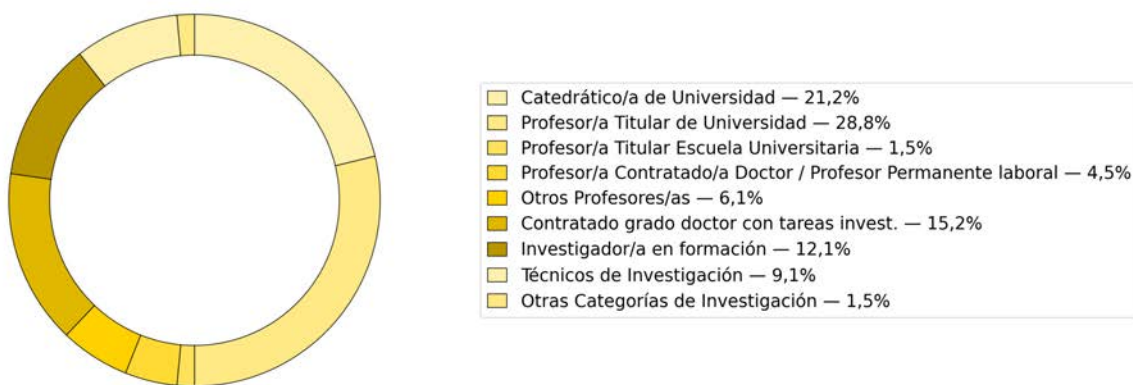 Catedrático/a de Universidad — 21,2%
Profesor/a Titular de Universidad — 28,8%
Profesor/a Titular Escuela Universitaria — 1,5%
Profesor/a Contratado/a Doctor / Profesor Permanente laboral — 4,5%
Otros Profesores/as — 6,1%
Contratado grado doctor con tareas invest. — 15,2%
Investigador/a en formación — 12,1%
Técnicos de Investigación — 9,1%
Otras Categorías de Investigación — 1,5%